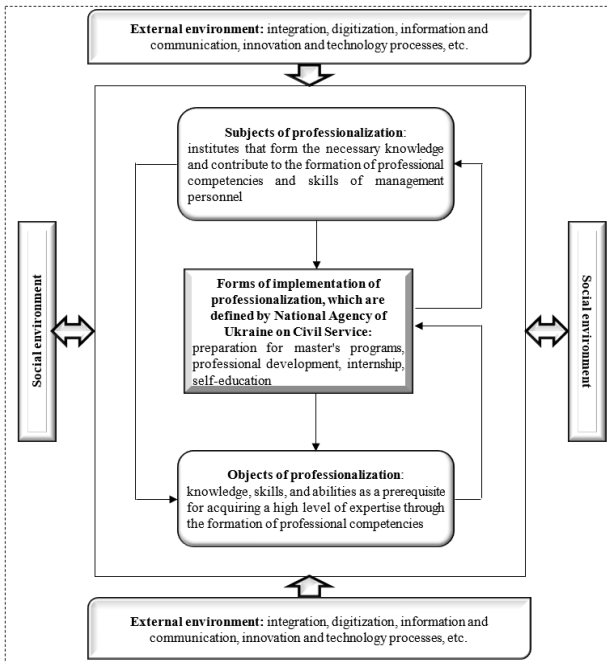 External environment: integration, digitization, information and
communication, innovation and technology processes, etc.
Subjects of professionalization:
institutes that form the necessary knowledge
and contribute to the formation of professional
competencies and skills of management
personnel
Social environment
Forms of implementation of
professionalization, which are
defined by National Agency of
Ukraine on Civil Service:
preparation for master's programs,
professional development, internship,
self-education
Social environment
Objects of professionalization:
knowledge, skills, and abilities as a prerequisite
for acquiring a high level of expertise through
the formation of professional competencies
External environment: integration, digitization, information and
communication, innovation and technology processes, etc.